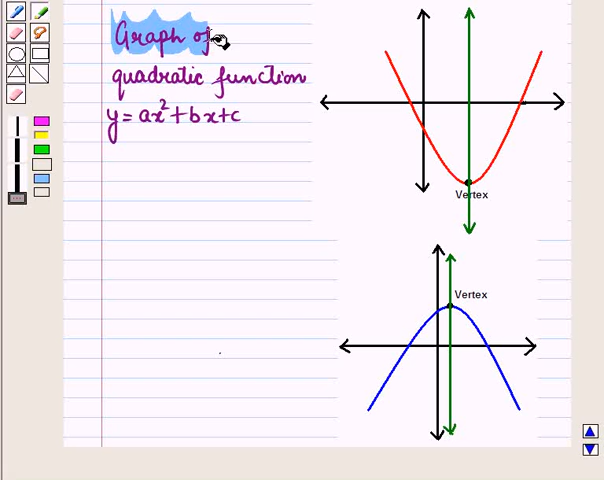 Graph of
quadratic function
y = ax² + bx + c
Vertex
Vertex